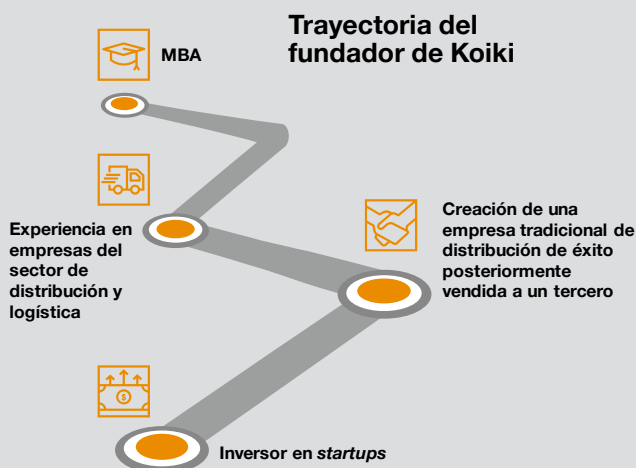 Trayectoria del
fundador de Koiki
MBA
Experiencia en
empresas del
sector de
distribución y
logística
Creación de una
empresa tradicional de
distribución de éxito
posteriormente
vendida a un tercero
$
Inversor en startups